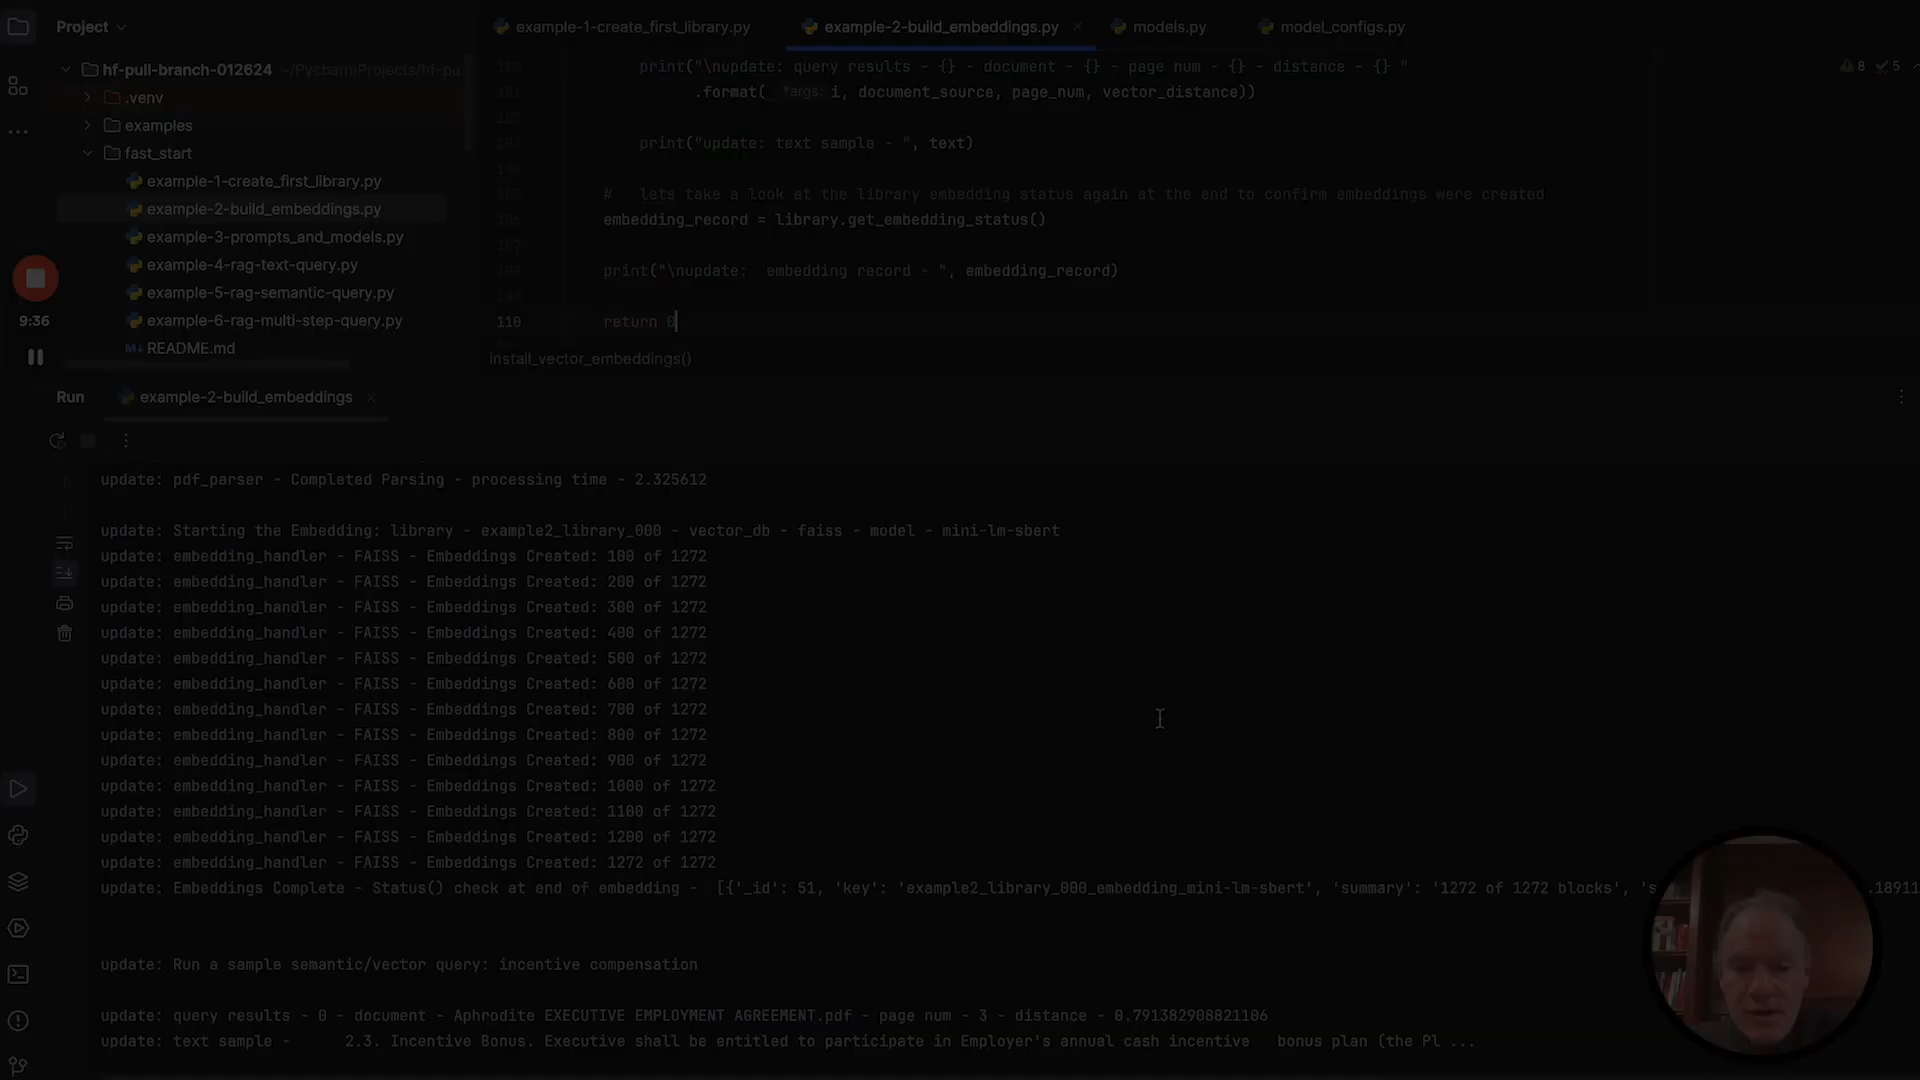 Project
example-1-create_first_library.py
example-2-build_embeddings.py
models.py
model_configs.py
hf-pull-branch-012624 ~/PycharmProjects/hf-pu
.venv
examples
fast_start
example-1-create_first_library.py
example-2-build_embeddings.py
example-3-prompts_and_models.py
example-4-rag-text-query.py
example-5-rag-semantic-query.py
example-6-rag-multi-step-query.py
README.md
9:36
8 5
print("\nupdate: query results - {} - document - {} - page num - {} - distance - {} "
.format( *args: i, document_source, page_num, vector_distance))
print("update: text sample - ", text)
# lets take a look at the library embedding status again at the end to confirm embeddings were created
embedding_record = library.get_embedding_status()
print("\nupdate:  embedding record - ", embedding_record)
110 return 0
install_vector_embeddings()
Run example-2-build_embeddings
update: pdf_parser - Completed Parsing - processing time - 2.325612
update: Starting the Embedding: library - example2_library_000 - vector_db - faiss - model - mini-lm-sbert
update: embedding_handler - FAISS - Embeddings Created: 100 of 1272
update: embedding_handler - FAISS - Embeddings Created: 200 of 1272
update: embedding_handler - FAISS - Embeddings Created: 300 of 1272
update: embedding_handler - FAISS - Embeddings Created: 400 of 1272
update: embedding_handler - FAISS - Embeddings Created: 500 of 1272
update: embedding_handler - FAISS - Embeddings Created: 600 of 1272
update: embedding_handler - FAISS - Embeddings Created: 700 of 1272
update: embedding_handler - FAISS - Embeddings Created: 800 of 1272
update: embedding_handler - FAISS - Embeddings Created: 900 of 1272
update: embedding_handler - FAISS - Embeddings Created: 1000 of 1272
update: embedding_handler - FAISS - Embeddings Created: 1100 of 1272
update: embedding_handler - FAISS - Embeddings Created: 1200 of 1272
update: embedding_handler - FAISS - Embeddings Created: 1272 of 1272
update: Embeddings Complete - Status() check at end of embedding -  [{'_id': 51, 'key': 'example2_library_000_embedding_mini-lm-sbert', 'summary': '1272 of 1272 blocks', 's .18911
update: Run a sample semantic/vector query: incentive compensation
update: query results - 0 - document - Aphrodite EXECUTIVE EMPLOYMENT AGREEMENT.pdf - page num - 3 - distance - 0.791382908821106
update: text sample -      2.3. Incentive Bonus. Executive shall be entitled to participate in Employer's annual cash incentive   bonus plan (the Pl ...